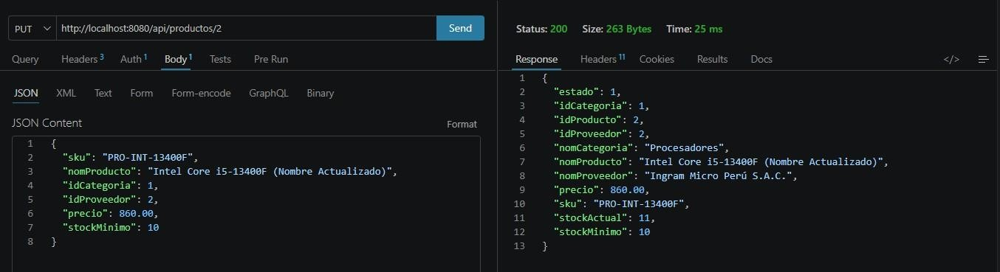 PUT http://localhost:8080/api/productos/2 Send
Query Headers 3 Auth 1 Body 1 Tests Pre Run
JSON XML Text Form Form-encode GraphQL Binary
JSON Content Format
1 {
2 "sku": "PRO-INT-13400F",
3 "nomProducto": "Intel Core i5-13400F (Nombre Actualizado)",
4 "idCategoria": 1,
5 "idProveedor": 2,
6 "precio": 860.00,
7 "stockMinimo": 10
8 }
Status: 200 Size: 263 Bytes Time: 25 ms
Response Headers 11 Cookies Results Docs </>
1 {
2 "estado": 1,
3 "idCategoria": 1,
4 "idProducto": 2,
5 "idProveedor": 2,
6 "nomCategoria": "Procesadores",
7 "nomProducto": "Intel Core i5-13400F (Nombre Actualizado)",
8 "nomProveedor": "Ingram Micro Perú S.A.C.",
9 "precio": 860.00,
10 "sku": "PRO-INT-13400F",
11 "stockActual": 11,
12 "stockMinimo": 10
13 }